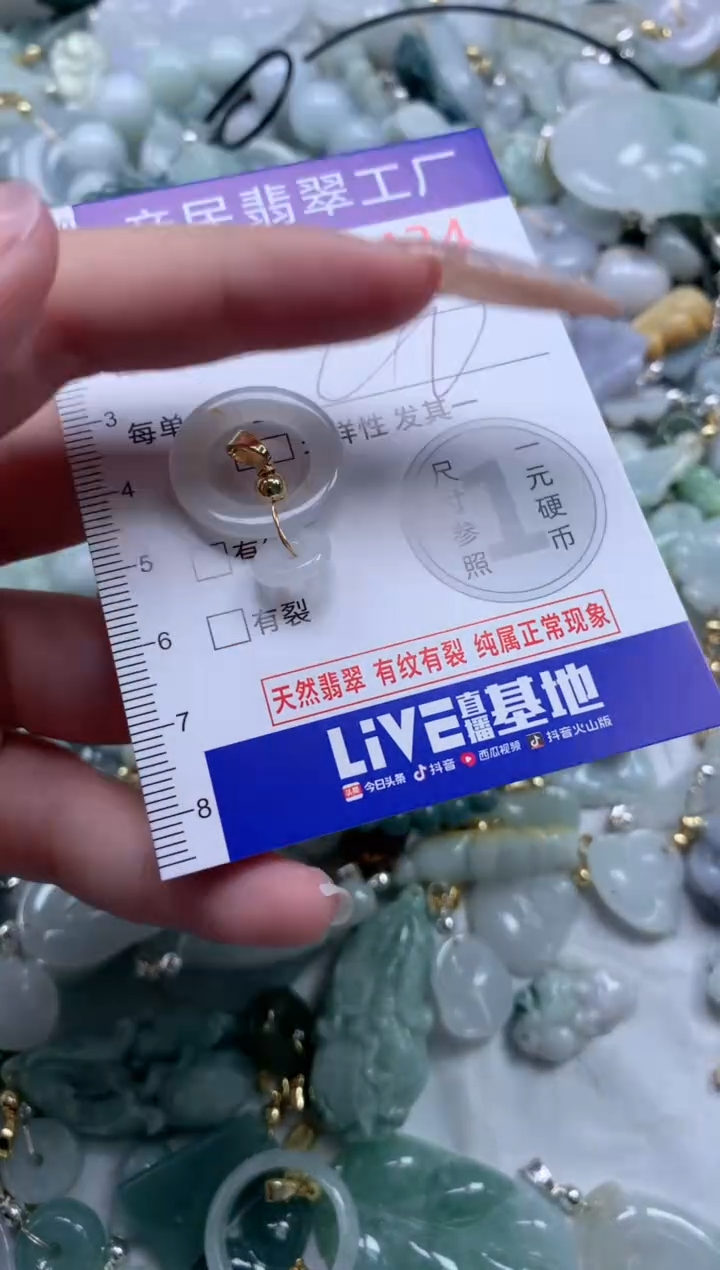 翡翠工厂
434
每单
样性 发其一
3
4
5
6
7
8
尺寸参照
1
一元硬币
有
有裂
天然翡翠 有纹有裂 纯属正常现象
LiVE直播基地
今日头条 抖音 西瓜视频 抖音火山版